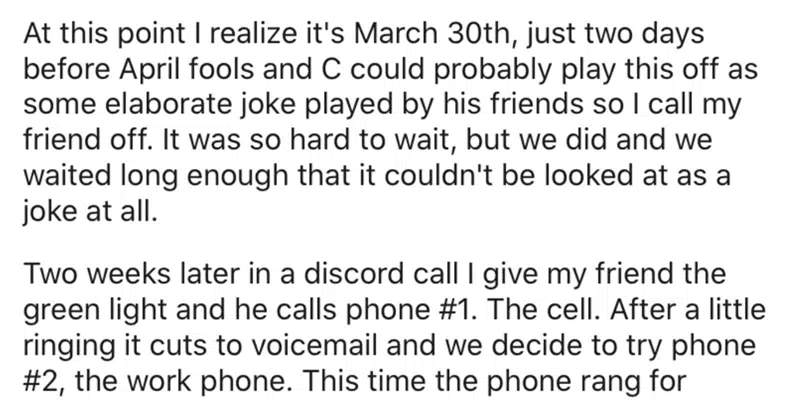 At this point I realize it's March 30th, just two days
before April fools and C could probably play this off as
some elaborate joke played by his friends so I call my
friend off. It was so hard to wait, but we did and we
waited long enough that it couldn't be looked at as a
joke at all.
Two weeks later in a discord call I give my friend the
green light and he calls phone #1. The cell. After a little
ringing it cuts to voicemail and we decide to try phone
#2, the work phone. This time the phone rang for